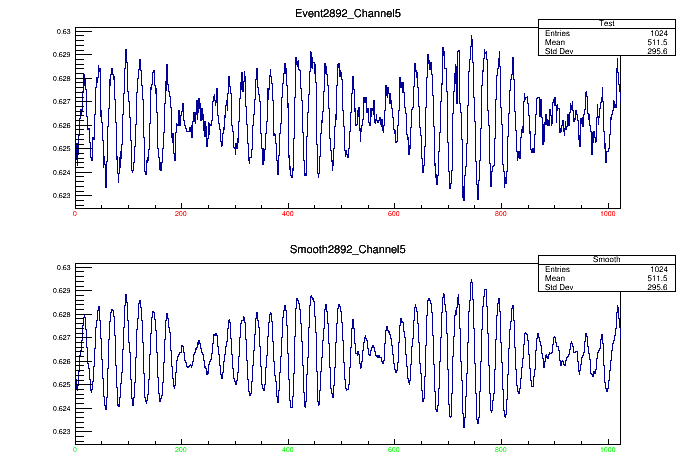 Event2892_Channel5
Test
Entries 1024
Mean 511.5
Std Dev 295.6
0.63
0.629
0.628
0.627
0.626
0.625
0.624
0.623
0 200 400 600 800 1000
Smooth2892_Channel5
Smooth
Entries 1024
Mean 511.5
Std Dev 295.6
0.63
0.629
0.628
0.627
0.626
0.625
0.624
0.623
0 200 400 600 800 1000